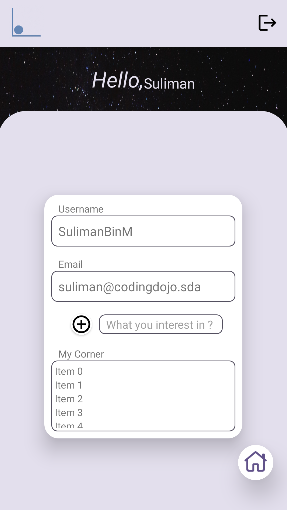 Hello,Suliman
Username
SulimanBinM
Email
suliman@codingdojo.sda
What you interest in ?
My Corner
Item 0
Item 1
Item 2
Item 3
Item 4